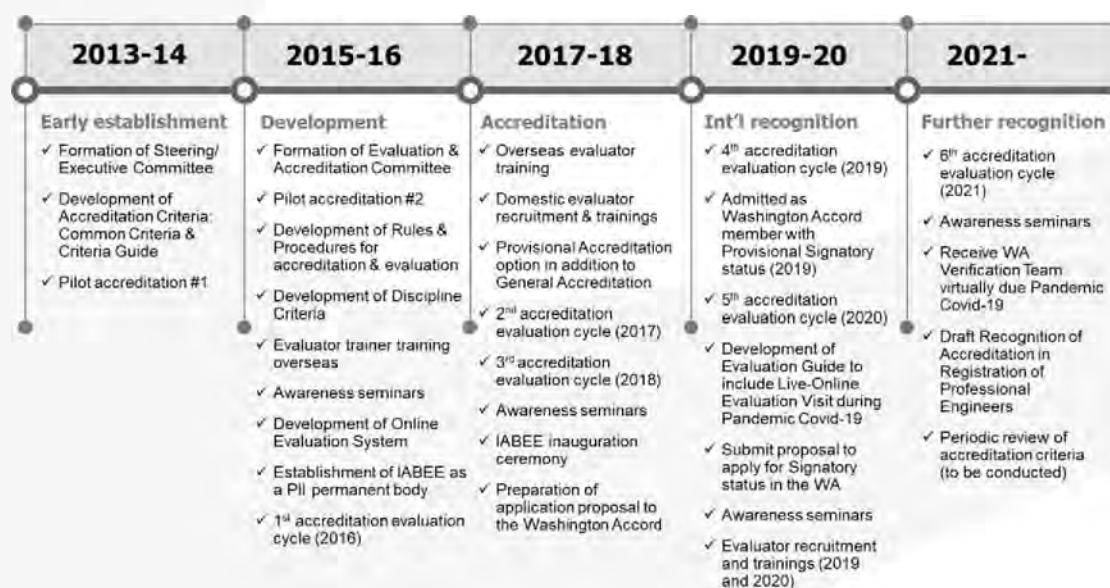 2013-14
2015-16
2017-18
2019-20
2021-
Early establishment
✓ Formation of Steering/
Executive Committee
✓ Development of
Accreditation Criteria:
Common Criteria &
Criteria Guide
✓ Pilot accreditation #1
Development
✓ Formation of Evaluation &
Accreditation Committee
✓ Pilot accreditation #2
✓ Development of Rules &
Procedures for
accreditation & evaluation
✓ Development of Discipline
Criteria
✓ Evaluator trainer training
overseas
✓ Awareness seminars
✓ Development of Online
Evaluation System
✓ Establishment of IABEE as
a PII permanent body
✓ 1st accreditation evaluation
cycle (2016)
Accreditation
✓ Overseas evaluator
training
✓ Domestic evaluator
recruitment & trainings
✓ Provisional Accreditation
option in addition to
General Accreditation
✓ 2nd accreditation
evaluation cycle (2017)
✓ 3rd accreditation
evaluation cycle (2018)
✓ Awareness seminars
✓ IABEE inauguration
ceremony
✓ Preparation of
application proposal to
the Washington Accord
Int'l recognition
✓ 4th accreditation
evaluation cycle (2019)
✓ Admitted as
Washington Accord
member with
Provisional Signatory
status (2019)
✓ 5th accreditation
evaluation cycle (2020)
✓ Development of
Evaluation Guide to
include Live-Online
Evaluation Visit during
Pandemic Covid-19
✓ Submit proposal to
apply for Signatory
status in the WA
✓ Awareness seminars
✓ Evaluator recruitment
and trainings (2019
and 2020)
Further recognition
✓ 6th accreditation
evaluation cycle
(2021)
✓ Awareness seminars
✓ Receive WA
Verification Team
virtually due Pandemic
Covid-19
✓ Draft Recognition of
Accreditation in
Registration of
Professional
Engineers
✓ Periodic review of
accreditation criteria
(to be conducted)